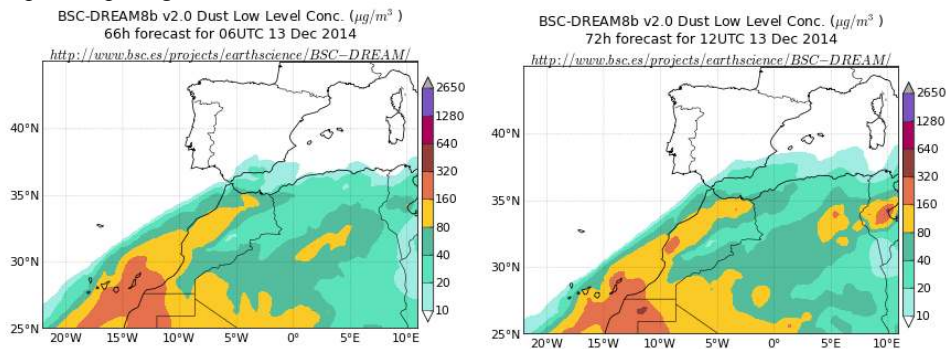 BSC-DREAM8b v2.0 Dust Low Level Conc. (μg/m³ )
66h forecast for 06UTC 13 Dec 2014
http://www.bsc.es/projects/earthscience/BSC−DREAM/
40°N
35°N
30°N
25°N
20°W
15°W
10°W
5°W
0°E
5°E
10°E
2650
1280
640
320
160
80
40
20
10
BSC-DREAM8b v2.0 Dust Low Level Conc. (μg/m³ )
72h forecast for 12UTC 13 Dec 2014
http://www.bsc.es/projects/earthscience/BSC−DREAM/
40°N
35°N
30°N
25°N
20°W
15°W
10°W
5°W
0°E
5°E
10°E
2650
1280
640
320
160
80
40
20
10